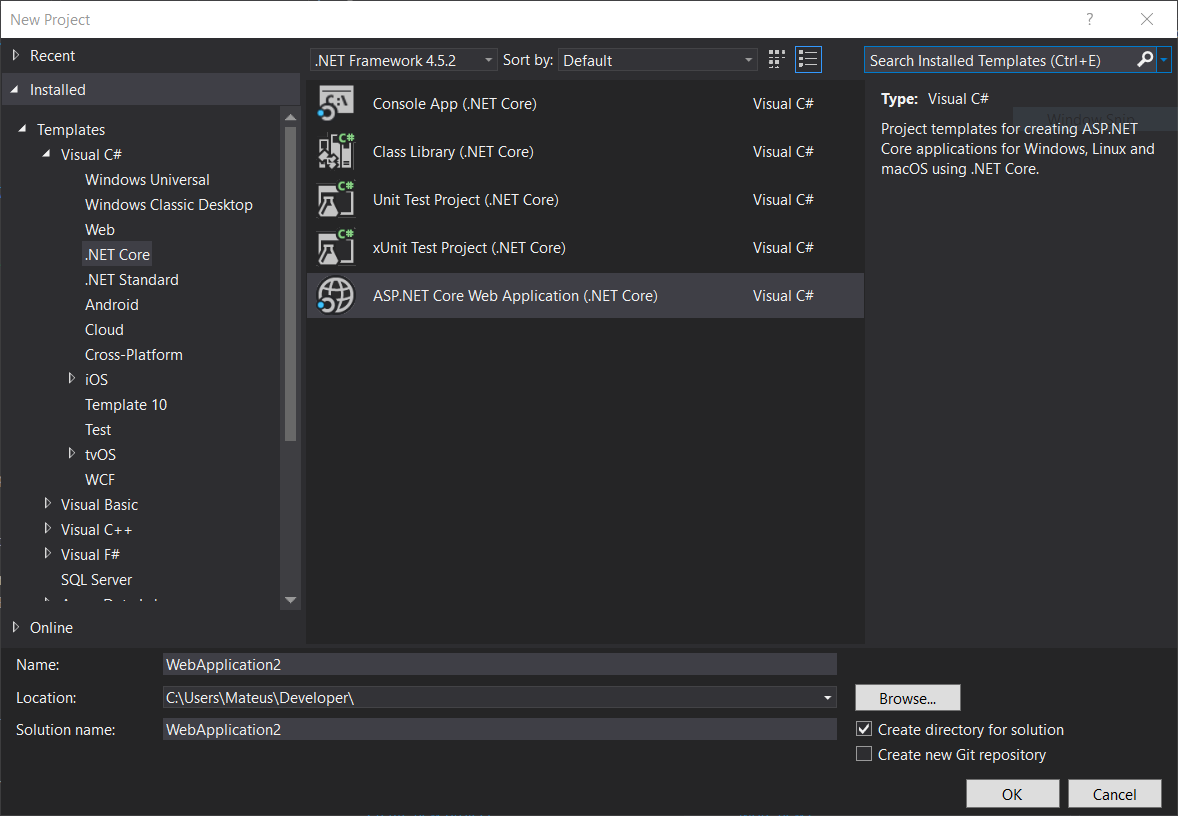 New Project
?
Recent
.NET Framework 4.5.2
Sort by: Default
Search Installed Templates (Ctrl+E)
Installed
Templates
Visual C#
Windows Universal
Windows Classic Desktop
Web
.NET Core
.NET Standard
Android
Cloud
Cross-Platform
iOS
Template 10
Test
tvOS
WCF
Visual Basic
Visual C++
Visual F#
SQL Server
Online
Console App (.NET Core) Visual C#
Class Library (.NET Core) Visual C#
Unit Test Project (.NET Core) Visual C#
xUnit Test Project (.NET Core) Visual C#
ASP.NET Core Web Application (.NET Core) Visual C#
Type: Visual C#
Project templates for creating ASP.NET
Core applications for Windows, Linux and
macOS using .NET Core.
Name: WebApplication2
Location: C:\Users\Mateus\Developer\
Browse...
Solution name: WebApplication2
Create directory for solution
Create new Git repository
OK
Cancel